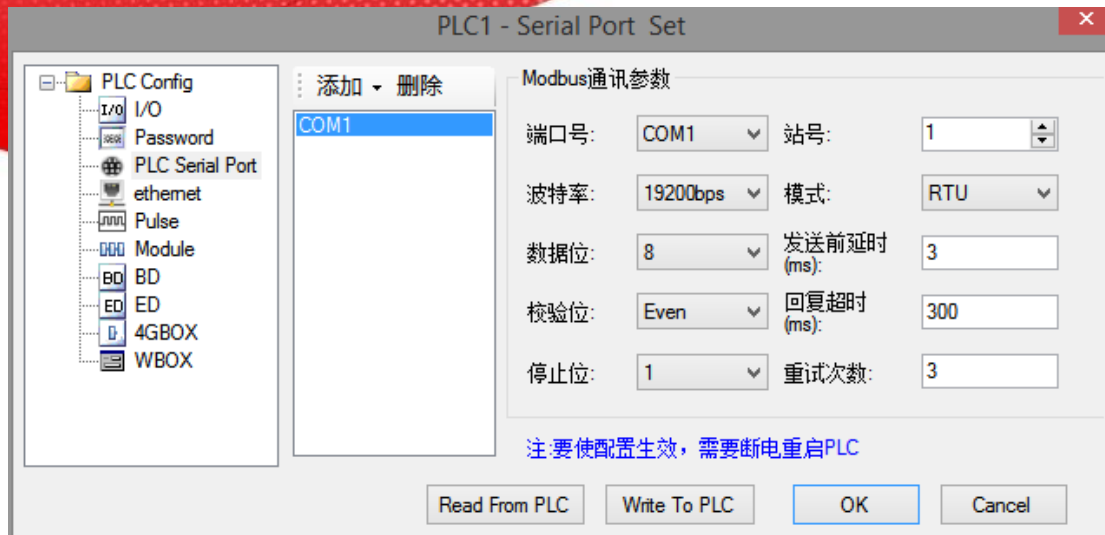 PLC1 - Serial Port Set
PLC Config
I/O
Password
PLC Serial Port
ethernet
Pulse
Module
BD
ED
4GBOX
WBOX
添加 删除
COM1
Modbus通讯参数
端口号: COM1 站号: 1
波特率: 19200bps 模式: RTU
数据位: 8 发送前延时(ms): 3
校验位: Even 回复超时(ms): 300
停止位: 1 重试次数: 3
注:要使配置生效，需要断电重启PLC
Read From PLC Write To PLC OK Cancel